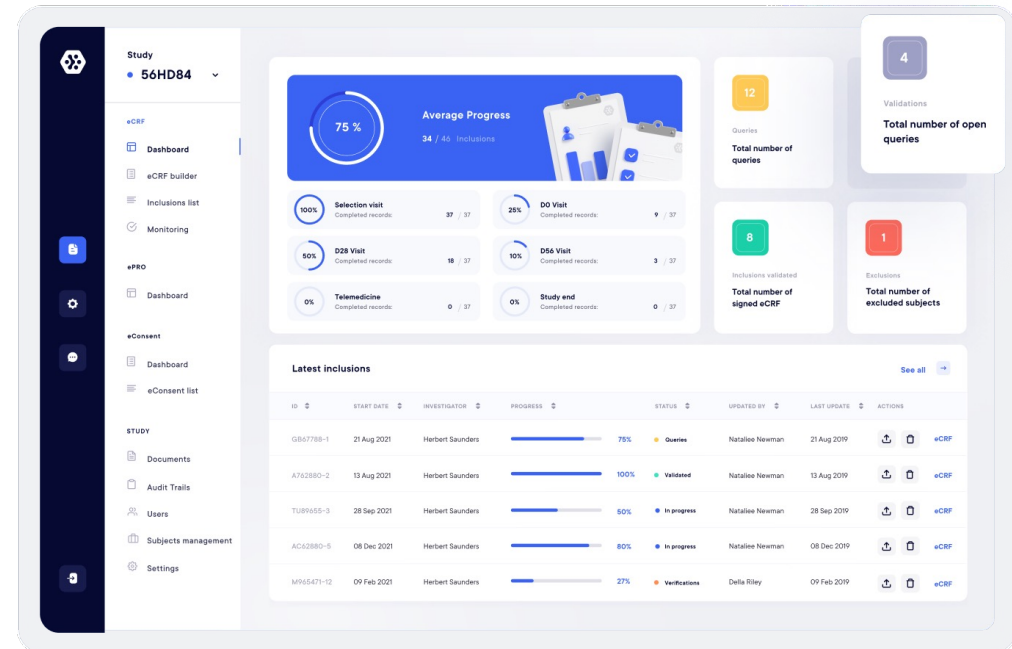 Study
56HD84
eCRF
Dashboard
eCRF builder
Inclusions list
Monitoring
ePRO
Dashboard
eConsent
Dashboard
eConsent list
STUDY
Documents
Audit Trails
Users
Subjects management
Settings
75 %
Average Progress
34 / 46 Inclusions
100%
Selection visit
Completed records: 37 / 37
25%
D0 Visit
Completed records: 9 / 37
50%
D28 Visit
Completed records: 18 / 37
10%
D56 Visit
Completed records: 3 / 37
0%
Telemedicine
Completed records: 0 / 37
0%
Study end
Completed records: 0 / 37
12
Queries
Total number of
queries
4
Validations
Total number of open
queries
8
Inclusions validated
Total number of
signed eCRF
1
Exclusions
Total number of
excluded subjects
Latest inclusions
See all
ID START DATE INVESTIGATOR PROGRESS STATUS UPDATED BY LAST UPDATE ACTIONS
GB67788-1 21 Aug 2021 Herbert Saunders 75% Queries Nataliee Newman 21 Aug 2019 eCRF
A762880-2 13 Aug 2021 Herbert Saunders 100% Validated Nataliee Newman 13 Aug 2019 eCRF
TU89655-3 28 Sep 2021 Herbert Saunders 50% In progress Nataliee Newman 28 Sep 2019 eCRF
AC62880-5 08 Dec 2021 Herbert Saunders 80% In progress Nataliee Newman 08 Dec 2019 eCRF
M965471-12 09 Feb 2021 Herbert Saunders 27% Verifications Della Riley 09 Feb 2019 eCRF